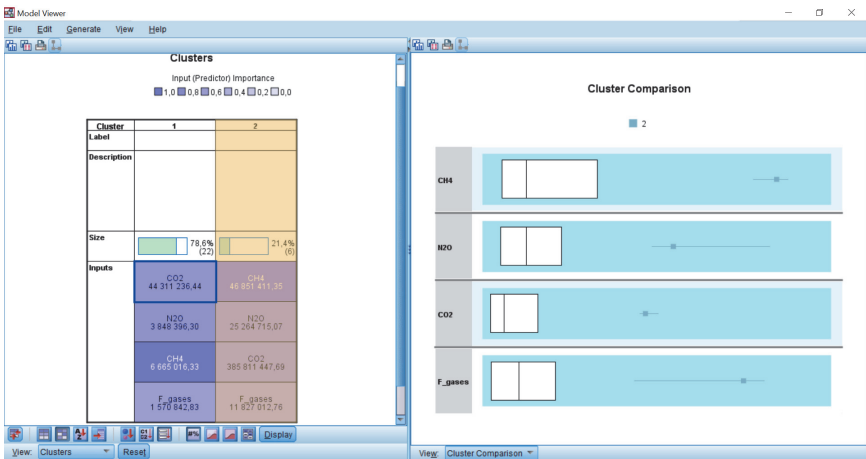 Model Viewer
File Edit Generate View Help
Clusters
Input (Predictor) Importance
1,0 0,8 0,6 0,4 0,2 0,0
Cluster 1 2
Label
Description
Size 78,6% (22) 21,4% (6)
Inputs
CO2 CH4
44 311 236,44 46 851 411,35
N2O N2O
3 848 396,30 25 264 715,07
CH4 CO2
6 665 016,33 385 811 447,69
F_gases F_gases
1 570 842,83 11 827 012,76
Display
View: Clusters Reset
Cluster Comparison
2
CH4
N2O
CO2
F_gases
View: Cluster Comparison